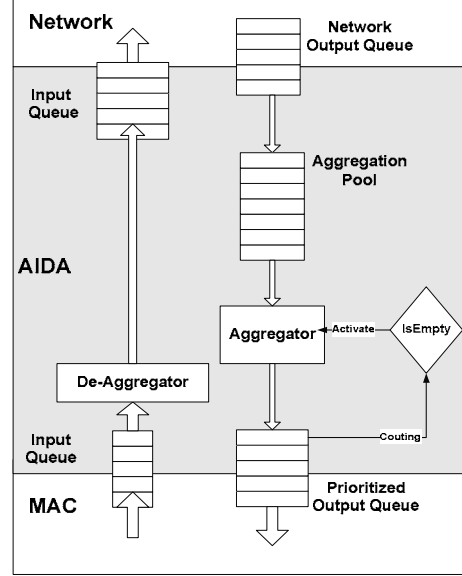 Network
Network
Output Queue
Input
Queue
Aggregation
Pool
AIDA
Aggregator
Activate
IsEmpty
De-Aggregator
Input
Queue
Couting
MAC
Prioritized
Output Queue